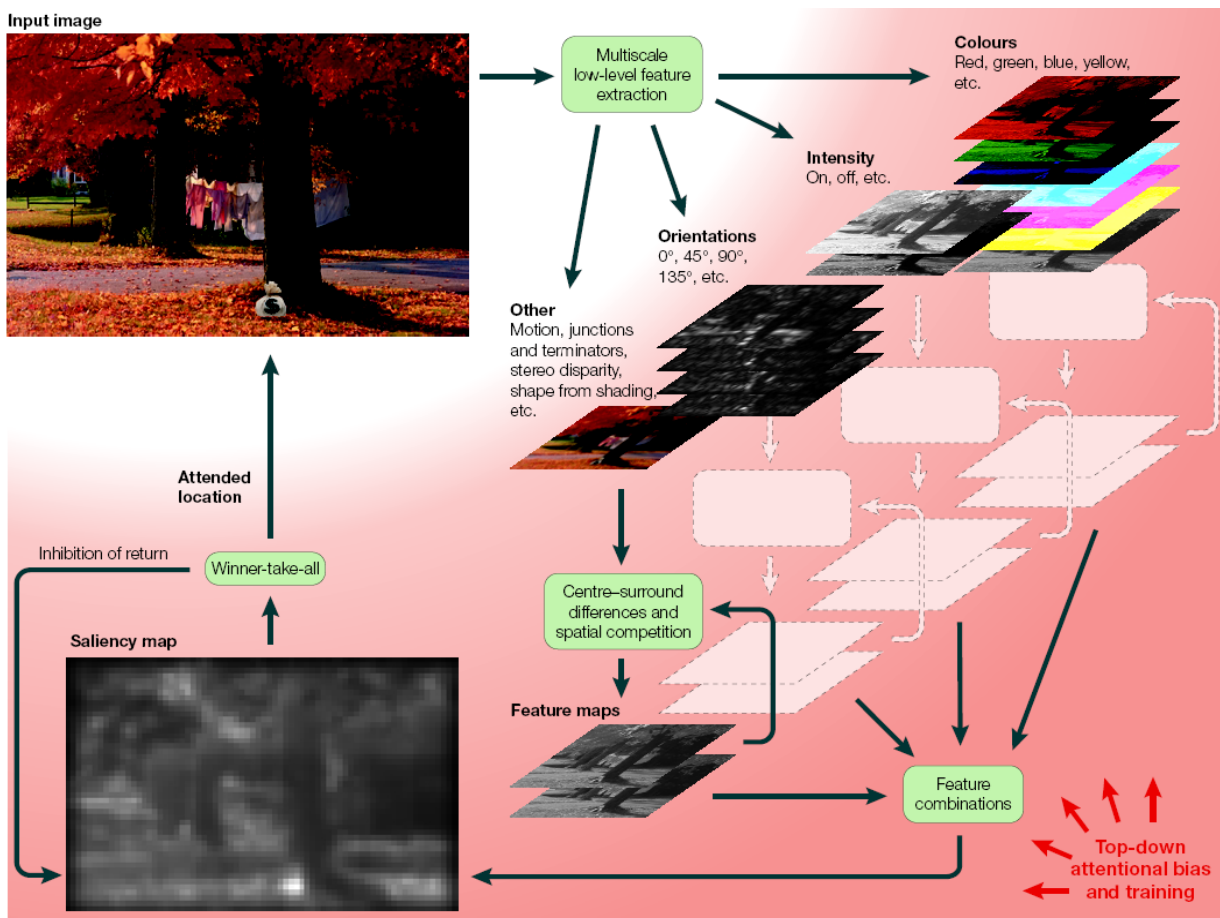 Input image
Multiscale
low-level feature
extraction
Colours
Red, green, blue, yellow,
etc.
Intensity
On, off, etc.
Orientations
0°, 45°, 90°,
135°, etc.
Other
Motion, junctions
and terminators,
stereo disparity,
shape from shading,
etc.
S
Attended
location
Inhibition of return
Winner-take-all
Centre–surround
differences and
spatial competition
Saliency map
Feature maps
Feature
combinations
Top-down
attentional bias
and training